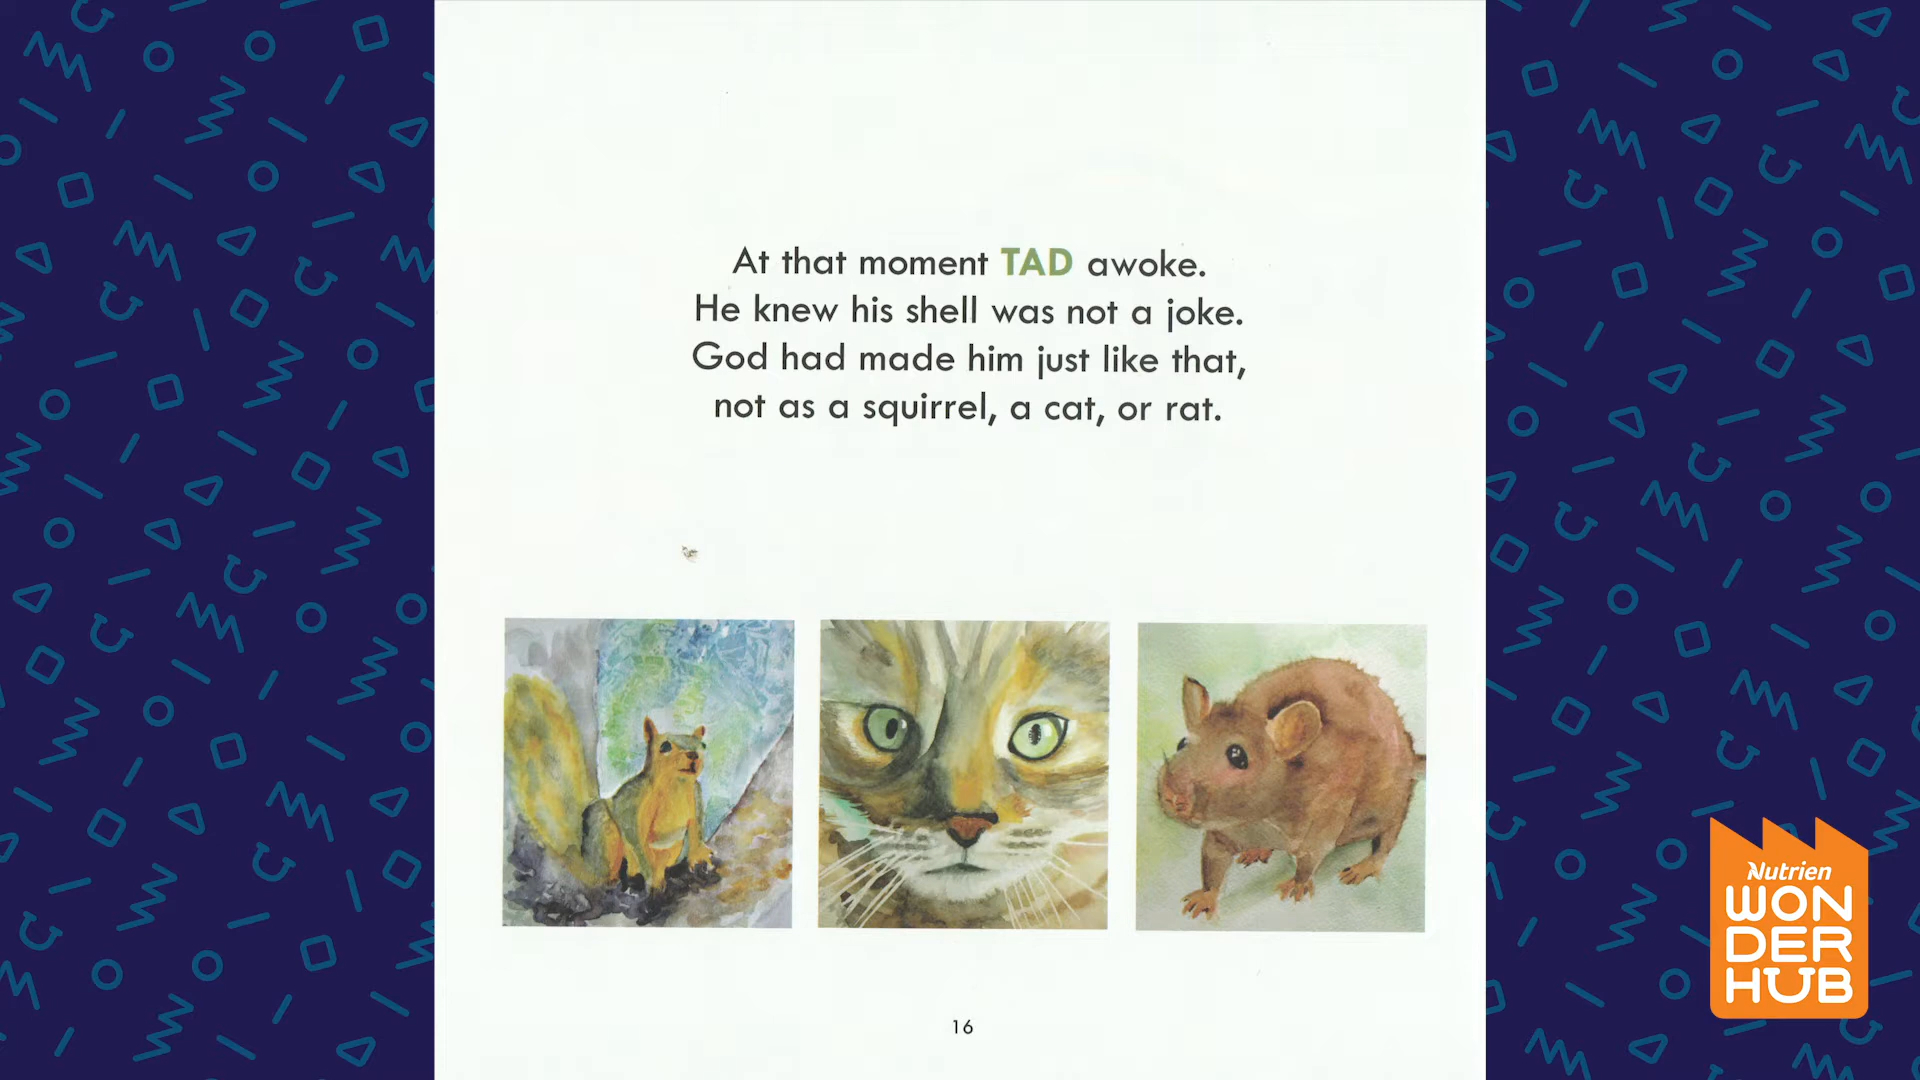 At that moment TAD awoke.
He knew his shell was not a joke.
God had made him just like that,
not as a squirrel, a cat, or rat.
16
Nutrien
WON
DER
HUB